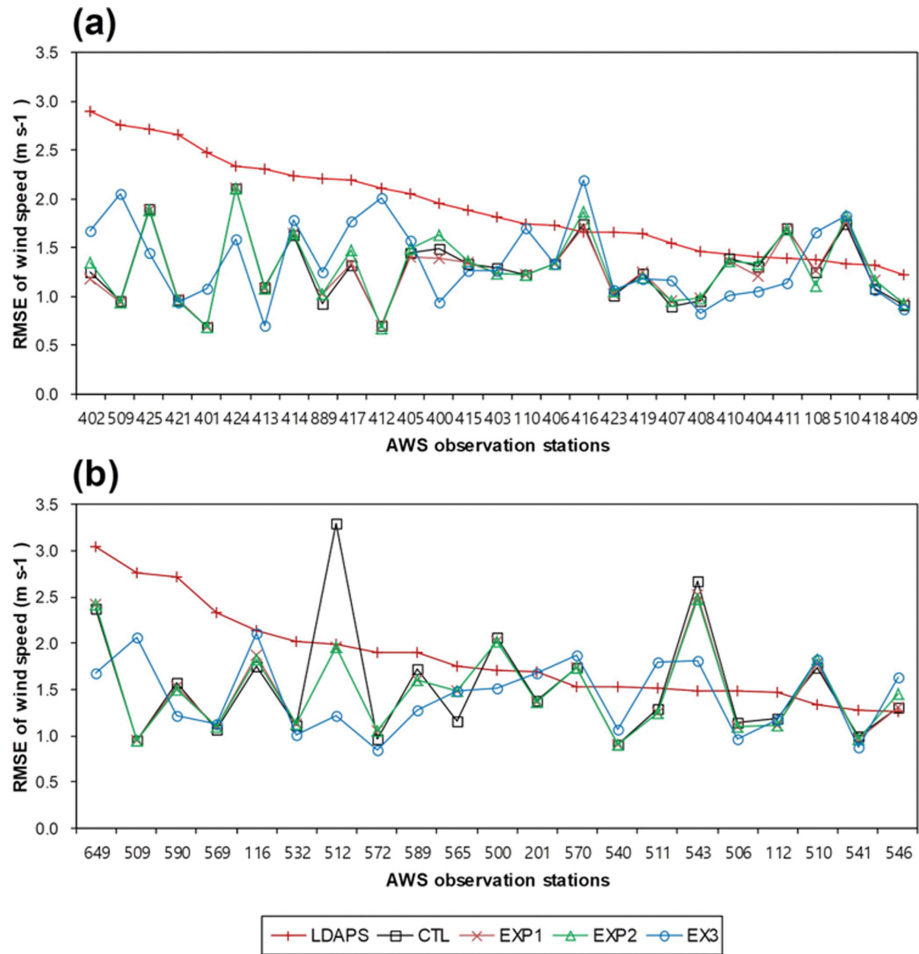 (a)
RMSE of wind speed (m s-1 )
3.5
3.0
2.5
2.0
1.5
1.0
0.5
0.0
402 509 425 421 401 424 413 414 889 417 412 405 400 415 403 110 406 416 423 419 407 408 410 404 411 108 510 418 409
AWS observation stations
(b)
RMSE of wind speed (m s-1 )
3.5
3.0
2.5
2.0
1.5
1.0
0.5
0.0
649 509 590 569 116 532 512 572 589 565 500 201 570 540 511 543 506 112 510 541 546
AWS observation stations
LDAPS CTL EXP1 EXP2 EX3